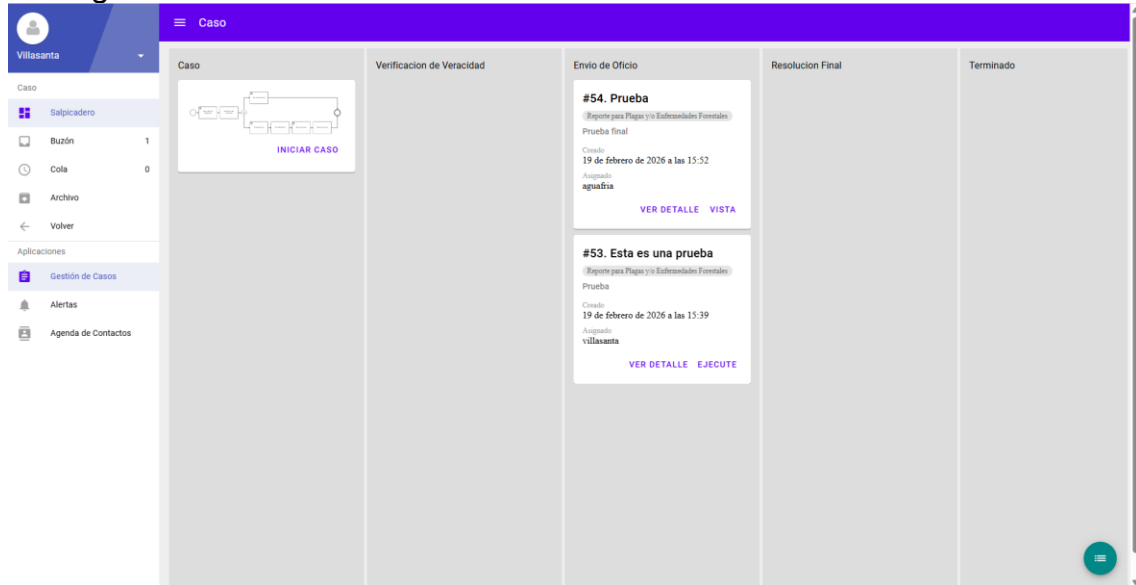 Villasanta
Caso
Salpicadero
Buzón 1
Cola 0
Archivo
Volver
Aplicaciones
Gestión de Casos
Alertas
Agenda de Contactos
Caso
Caso
INICIAR CASO
Verificacion de Veracidad
Envio de Oficio
#54. Prueba
Reporte para Plagas y/o Enfermedades Forestales
Prueba final
Creado
19 de febrero de 2026 a las 15:52
Asignado
aguafria
VER DETALLE VISTA
#53. Esta es una prueba
Reporte para Plagas y/o Enfermedades Forestales
Prueba
Creado
19 de febrero de 2026 a las 15:39
Asignado
villasanta
VER DETALLE EJECUTE
Resolucion Final
Terminado